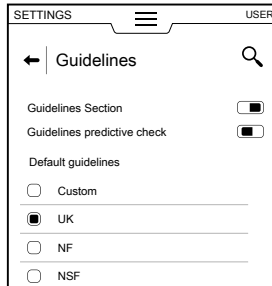 SETTINGS USER
Guidelines
Guidelines Section
Guidelines predictive check
Default guidelines
Custom
UK
NF
NSF